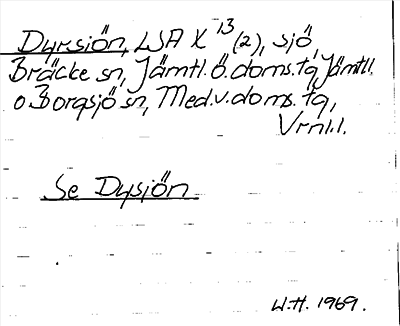 Dyrsjön, LSA X-13 (2), sjö,
Bräcke sn, Jämtl.ö.doms.tg, Jämtl.
o Borgsjö sn, Med.v.doms.tg,
Vrnl.l.
Se Dysjön
W.H. 1969.